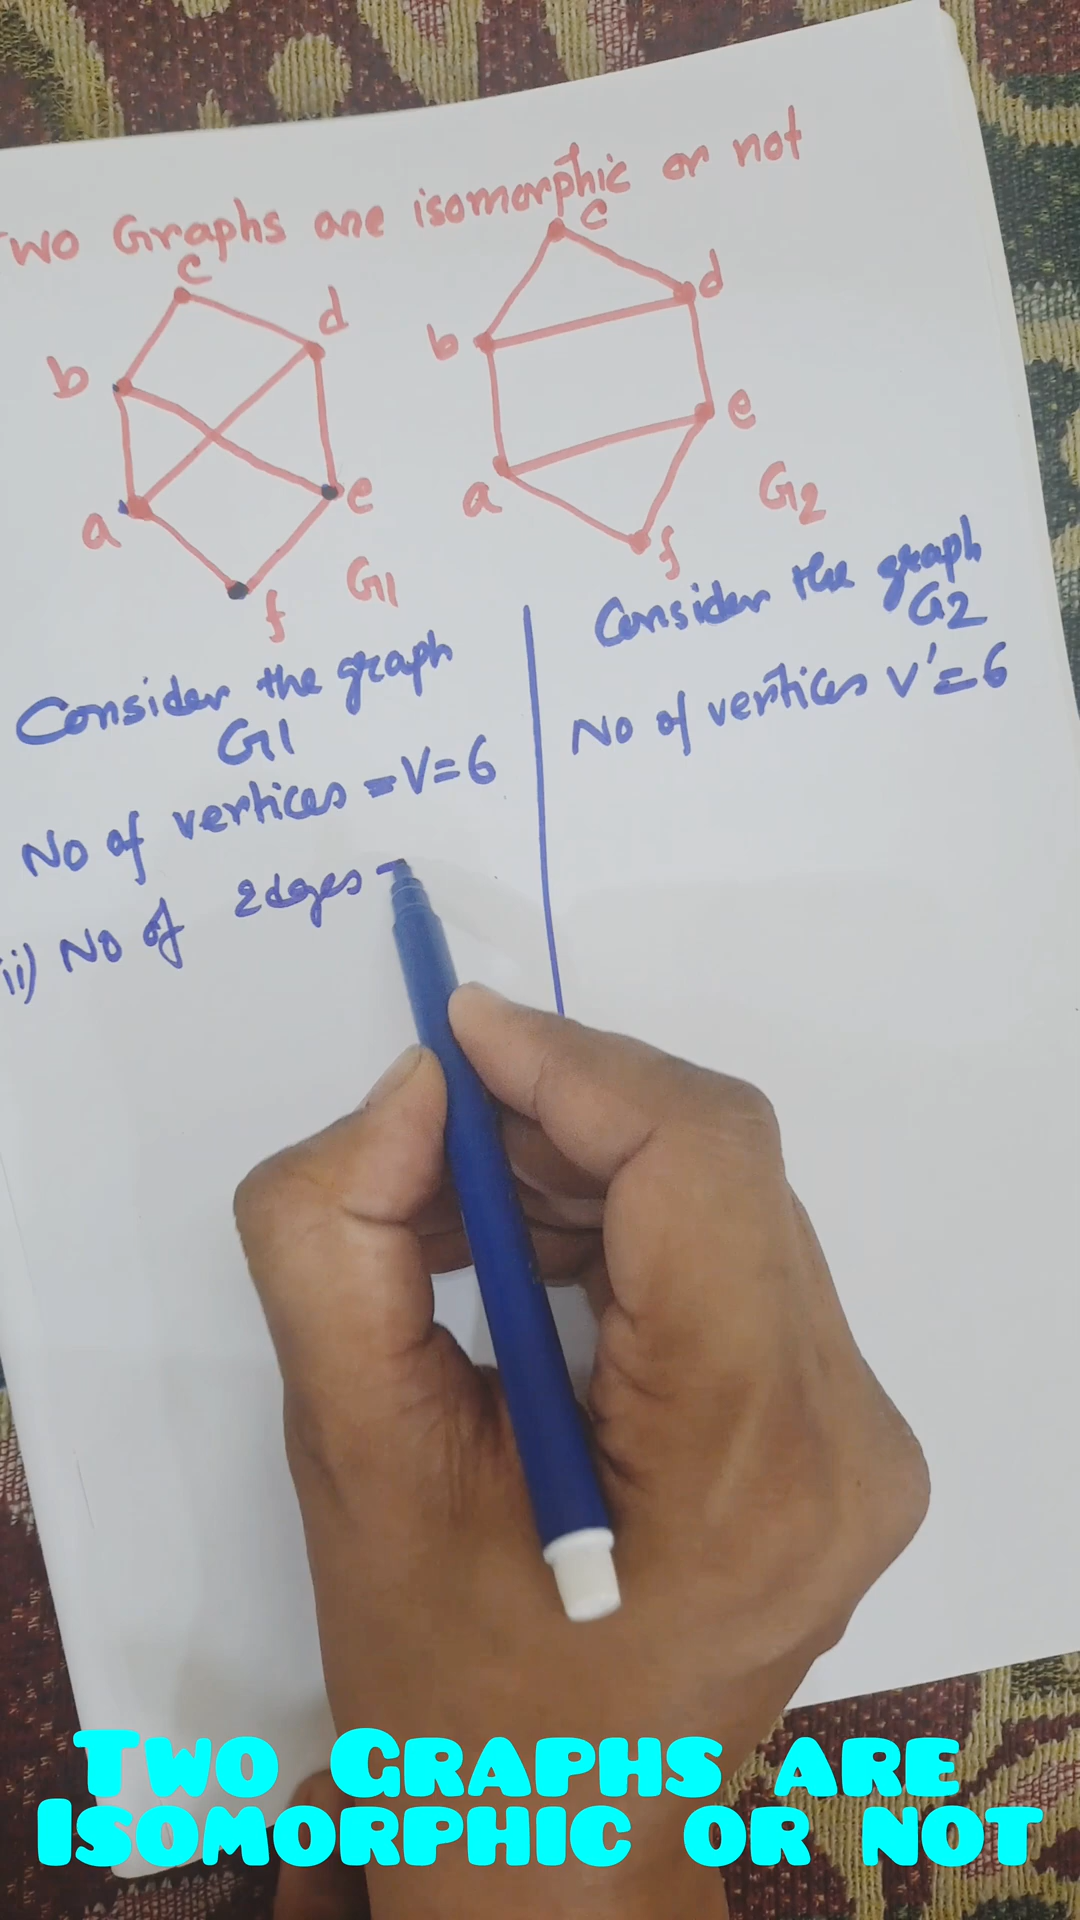 Two Graphs are isomorphic or not
c
d
b
a
e
f
G1
c
d
b
e
a
f
G2
Consider the graph
G1
No of vertices = V=6
ii) No of Edges =
Consider the graph
G2
No of vertices V'=6
Two Graphs are
Isomorphic or not